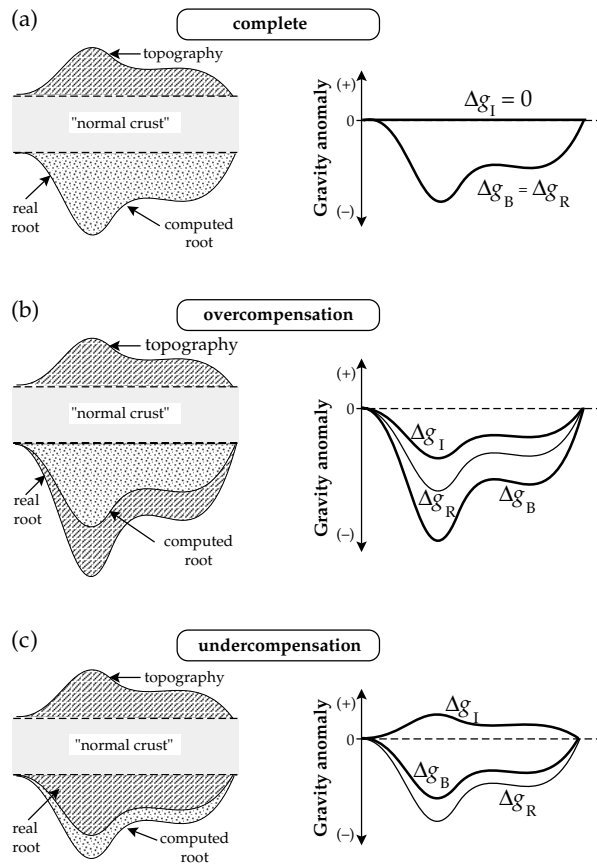 (a)
complete
topography
"normal crust"
real
root
computed
root
Gravity anomaly
(+)
0
(−)
Δg_I = 0
Δg_B = Δg_R
(b)
overcompensation
topography
"normal crust"
real
root
computed
root
Gravity anomaly
(+)
0
(−)
Δg_I
Δg_R
Δg_B
(c)
undercompensation
topography
"normal crust"
real
root
computed
root
Gravity anomaly
(+)
0
(−)
Δg_I
Δg_B
Δg_R